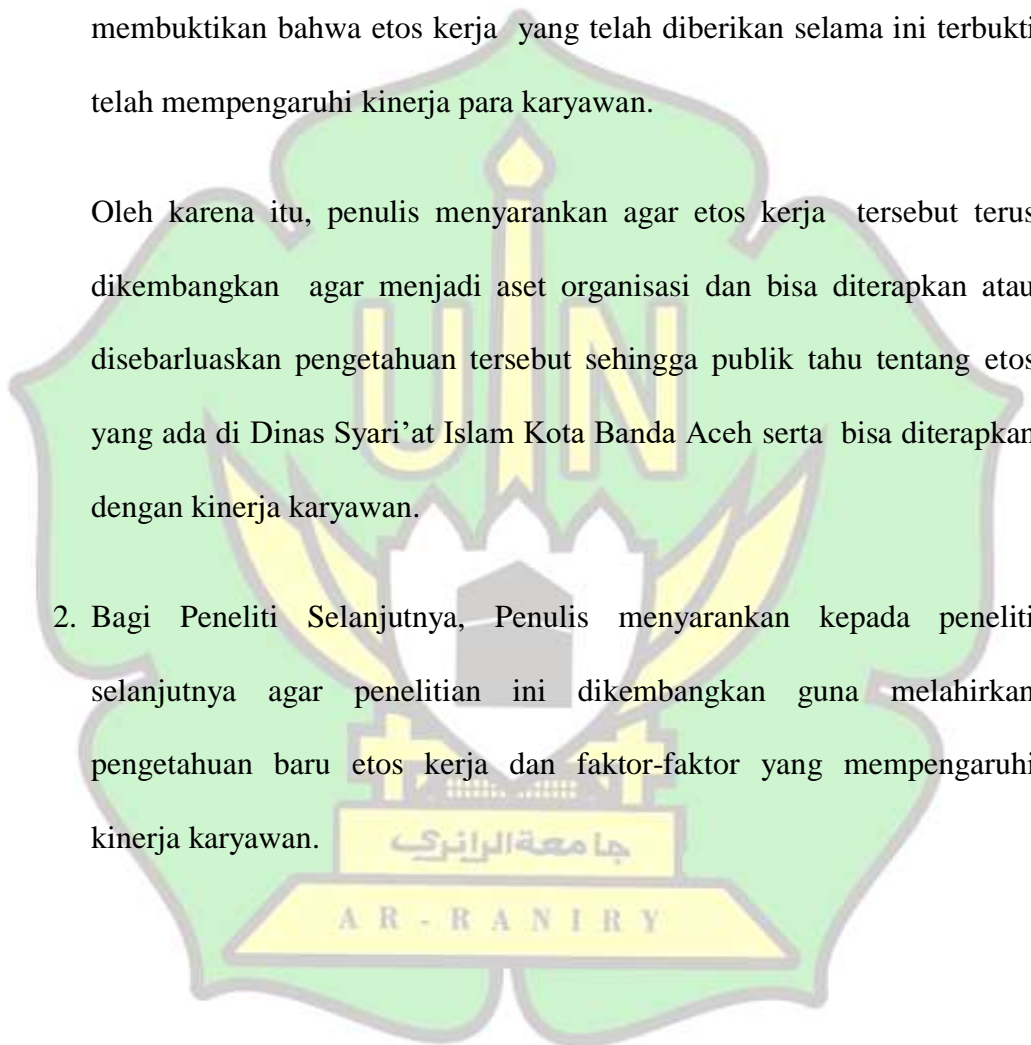 membuktikan bahwa etos kerja yang telah diberikan selama ini terbukti
telah mempengaruhi kinerja para karyawan.
Oleh karena itu, penulis menyarankan agar etos kerja tersebut terus
dikembangkan agar menjadi aset organisasi dan bisa diterapkan atau
disebarluaskan pengetahuan tersebut sehingga publik tahu tentang etos
yang ada di Dinas Syari’at Islam Kota Banda Aceh serta bisa diterapkan
dengan kinerja karyawan.
2. Bagi Peneliti Selanjutnya, Penulis menyarankan kepada peneliti
selanjutnya agar penelitian ini dikembangkan guna melahirkan
pengetahuan baru etos kerja dan faktor-faktor yang mempengaruhi
kinerja karyawan.
UIN
جامعةالرانري
AR-RANIRY